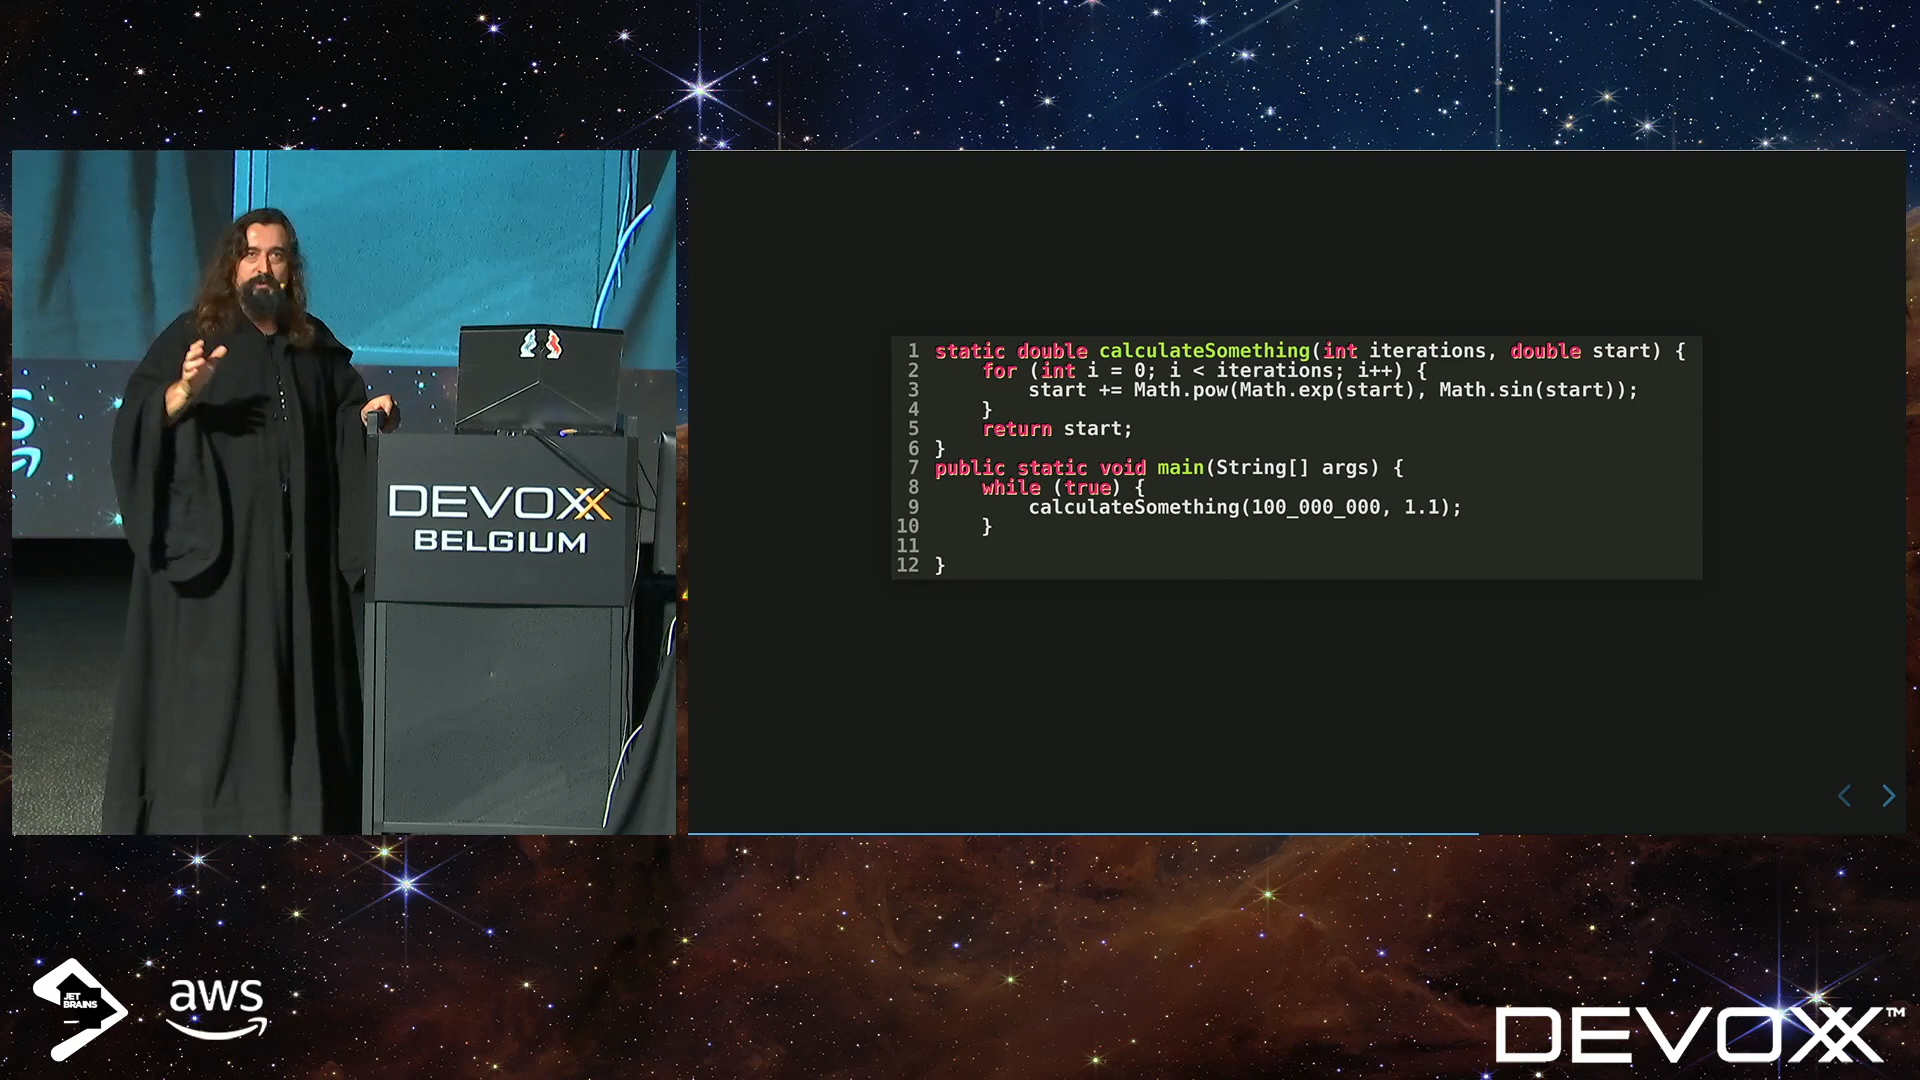 DEVOXX
BELGIUM
1 static double calculateSomething(int iterations, double start) {
2     for (int i = 0; i < iterations; i++) {
3         start += Math.pow(Math.exp(start), Math.sin(start));
4     }
5     return start;
6 }
7 public static void main(String[] args) {
8     while (true) {
9         calculateSomething(100_000_000, 1.1);
10     }
11
12 }
JET
BRAINS
aws
DEVOXX™